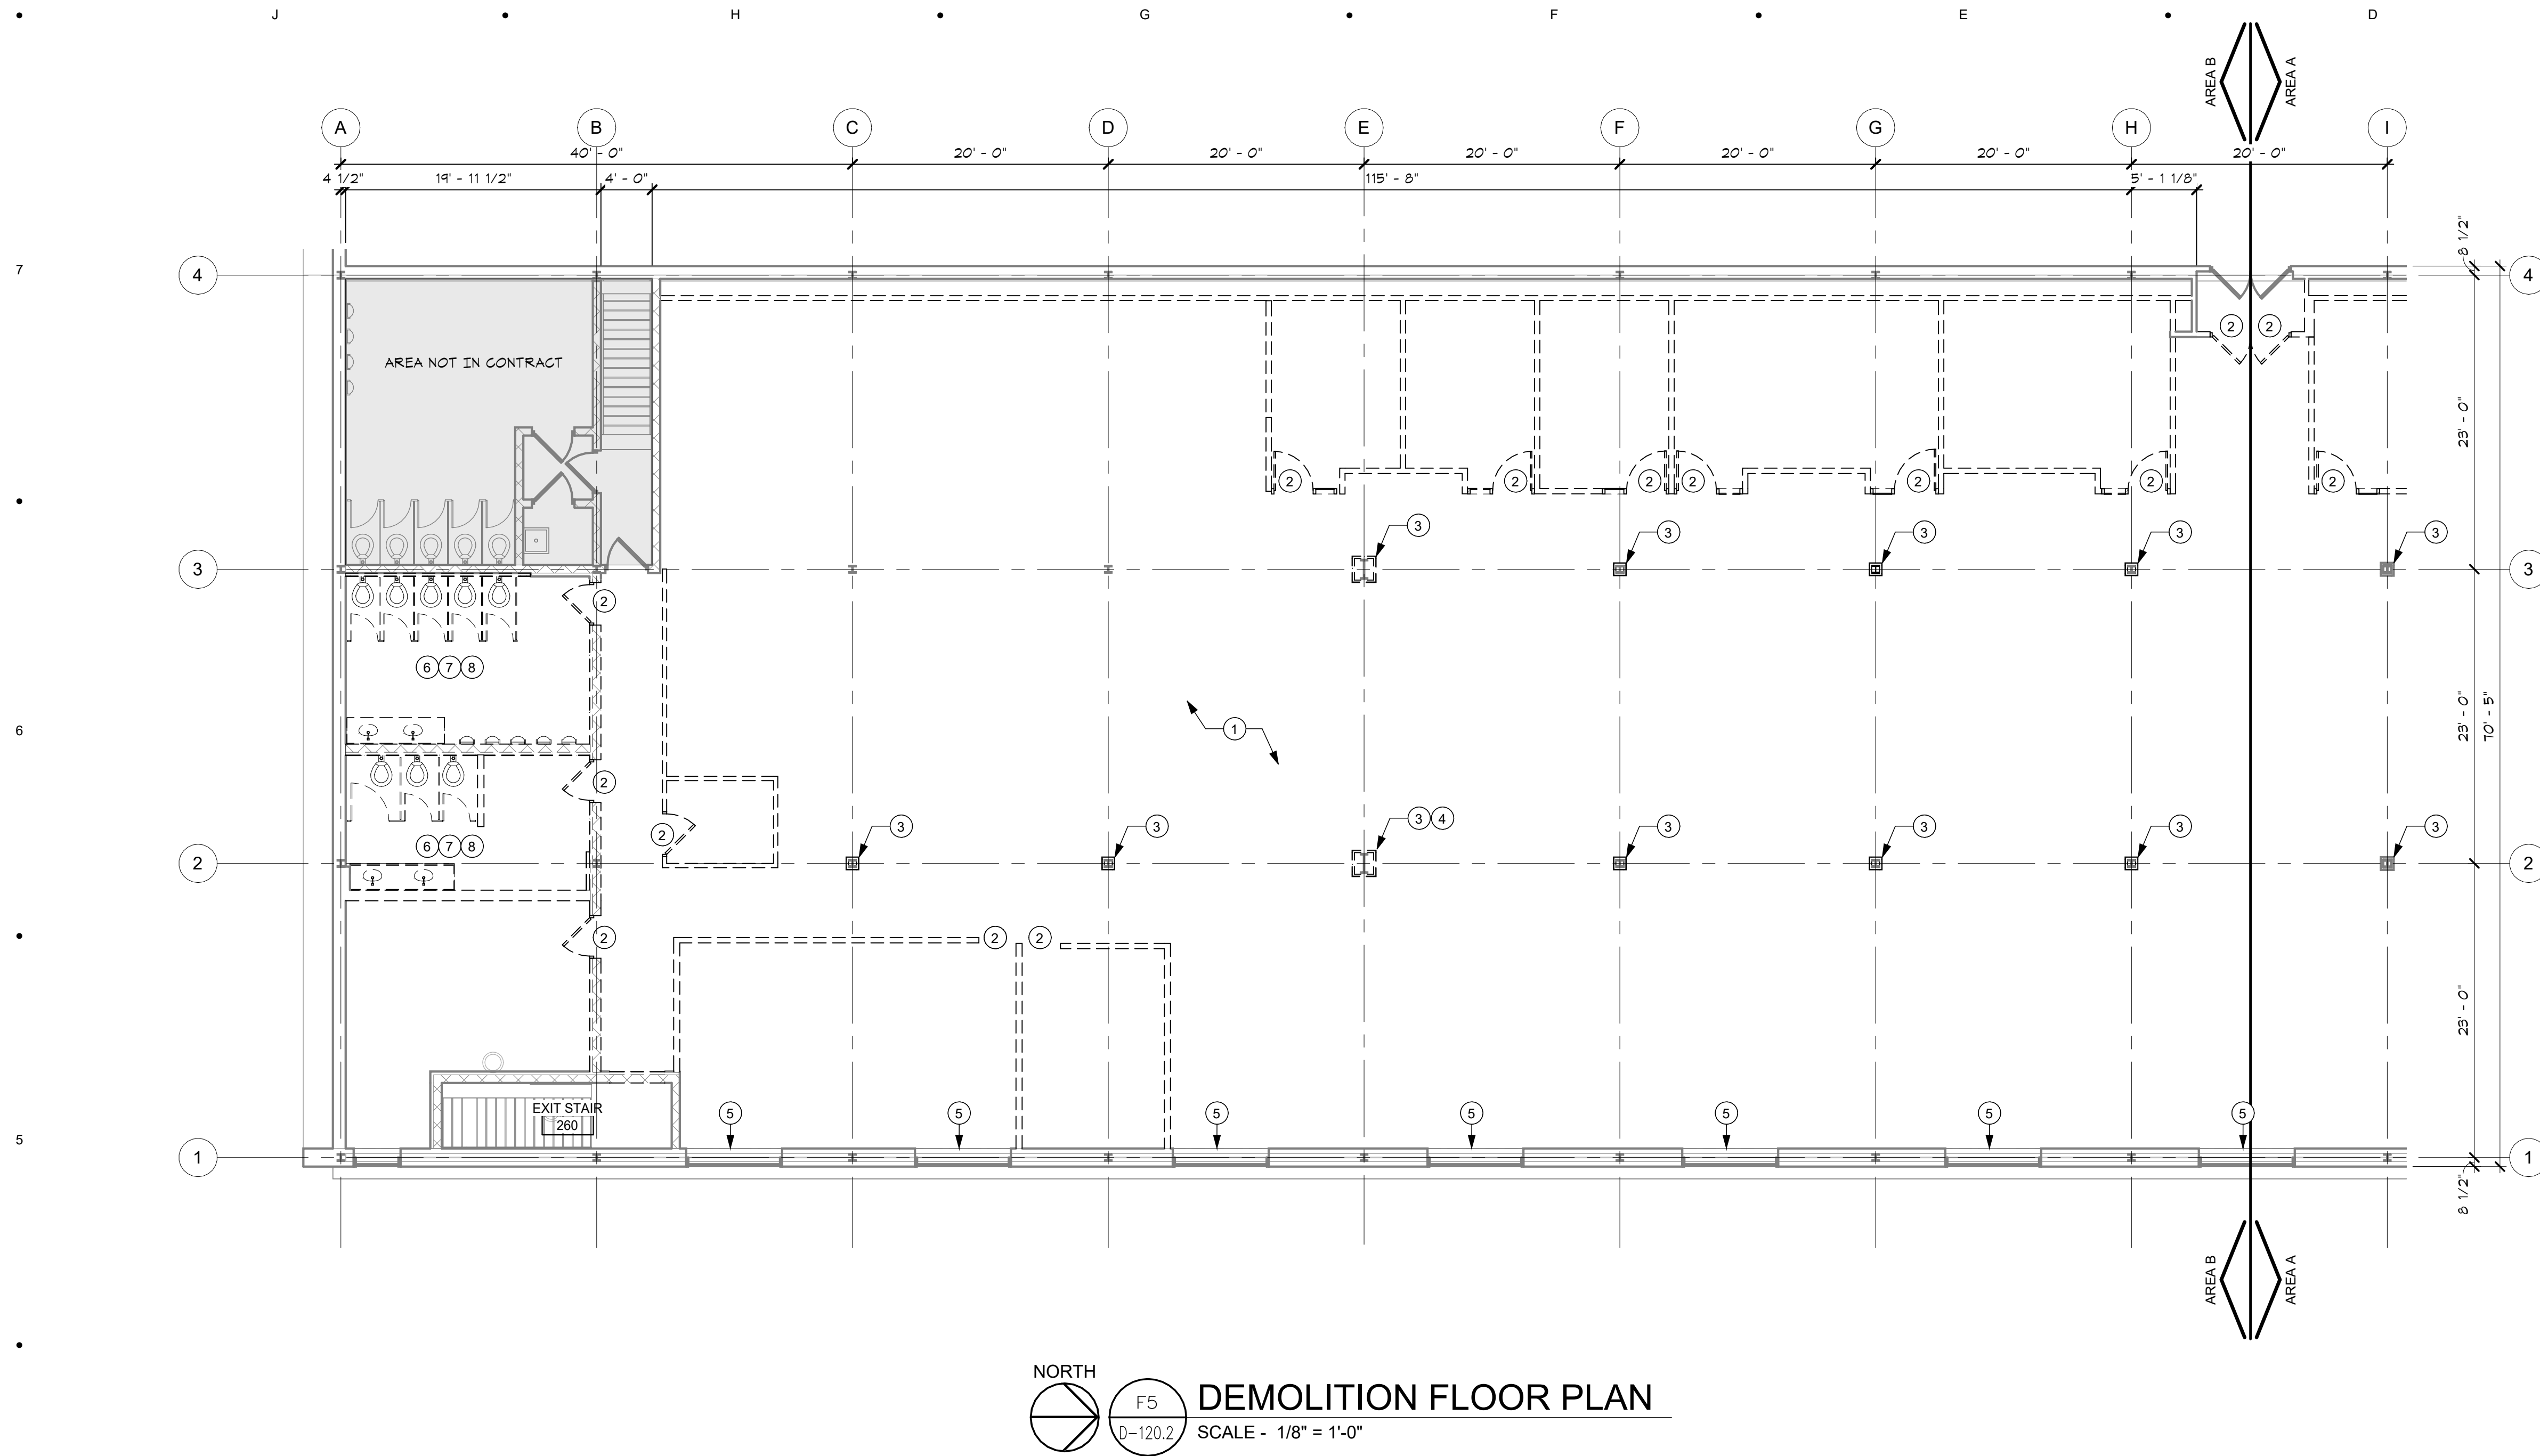 J H G F E D
AREA B AREA A
A B C D E F G H I
40' - 0" 20' - 0" 20' - 0" 20' - 0" 20' - 0" 20' - 0" 20' - 0"
4 1/2" 19' - 11 1/2" 4' - 0" 115' - 8" 5' - 1 1/8"
8 1/2"
7 4 4
2 2
AREA NOT IN CONTRACT
23' - 0"
2 2 2 2 2 2 2
3 3 3 3 3
3 3
2
6 7 8
23' - 0" 70' - 5"
6 1
2
3 3 3 4 3 3 3 3
2
6 7 8
2 2
2 2 2
23' - 0"
5 EXIT STAIR
260
5 5 5 5 5 5 5
1 1
8 1/2"
AREA B AREA A
NORTH
F5
D-120.2
DEMOLITION FLOOR PLAN
SCALE - 1/8" = 1'-0"